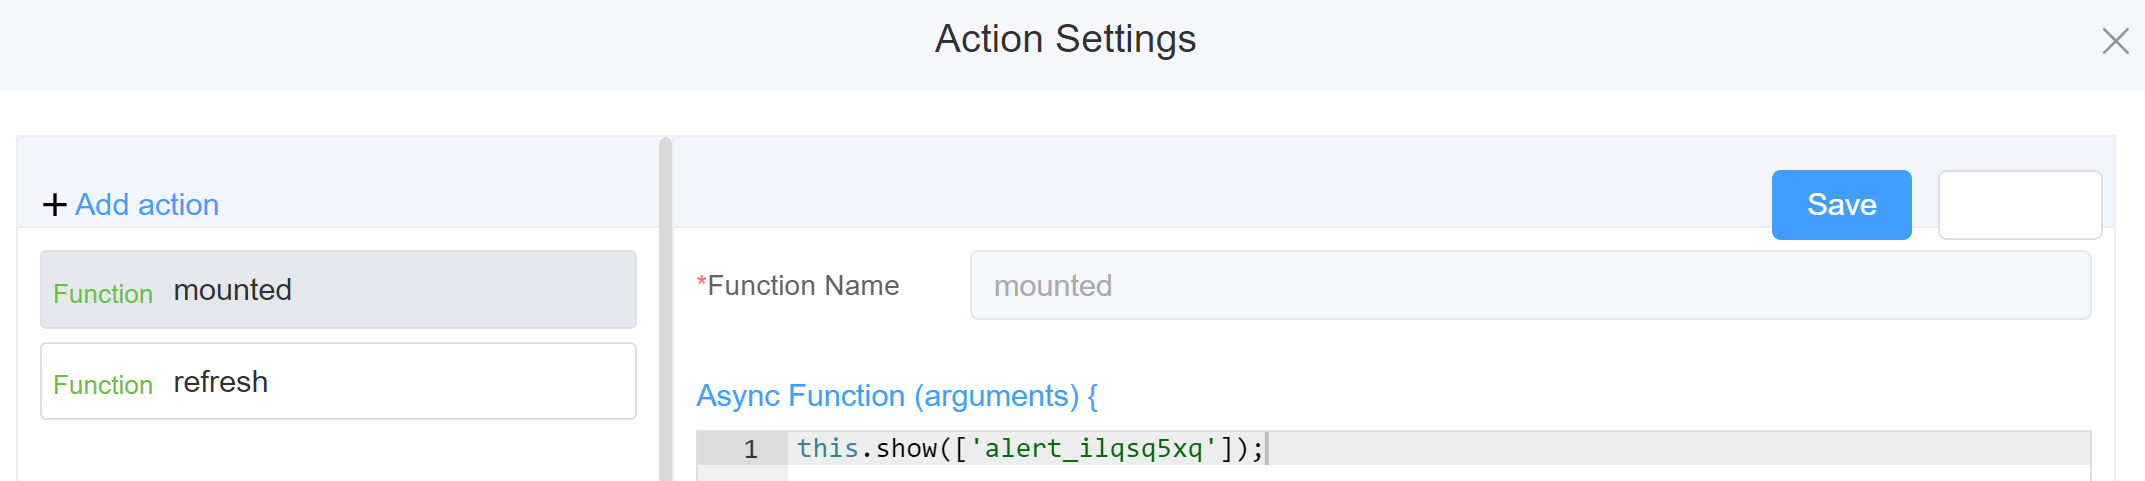 Action Settings
+ Add action
Save
Function mounted
*Function Name mounted
Function refresh
Async Function (arguments) {
1 this.show(['alert_ilqsq5xq']);